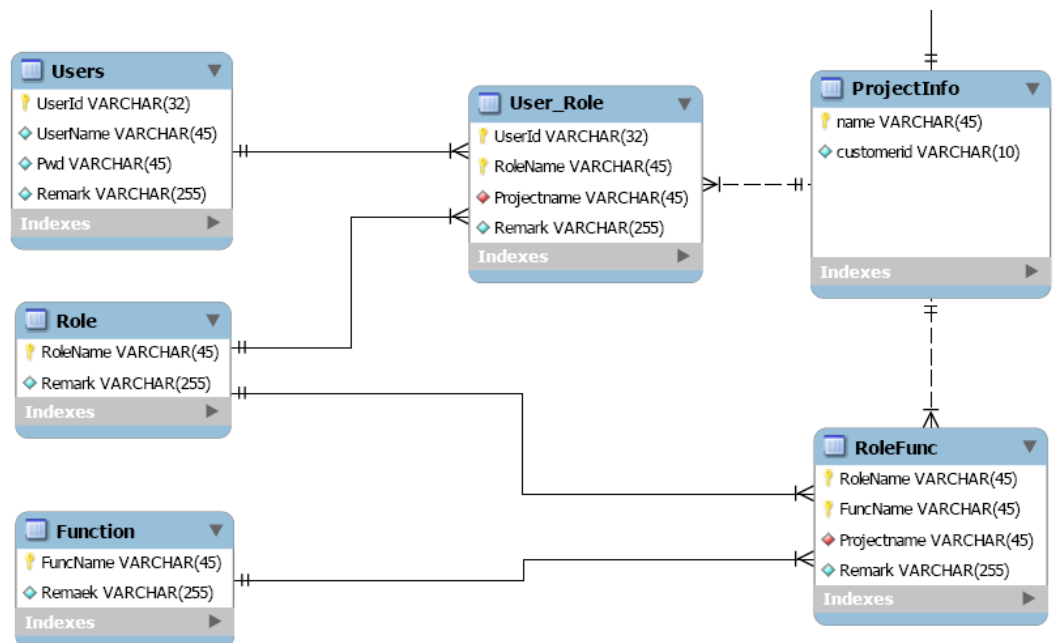 Users
UserId VARCHAR(32)
UserName VARCHAR(45)
Pwd VARCHAR(45)
Remark VARCHAR(255)
Indexes
User_Role
UserId VARCHAR(32)
RoleName VARCHAR(45)
Projectname VARCHAR(45)
Remark VARCHAR(255)
Indexes
ProjectInfo
name VARCHAR(45)
customerid VARCHAR(10)
Indexes
Role
RoleName VARCHAR(45)
Remark VARCHAR(255)
Indexes
RoleFunc
RoleName VARCHAR(45)
FuncName VARCHAR(45)
Projectname VARCHAR(45)
Remark VARCHAR(255)
Indexes
Function
FuncName VARCHAR(45)
Remaek VARCHAR(255)
Indexes